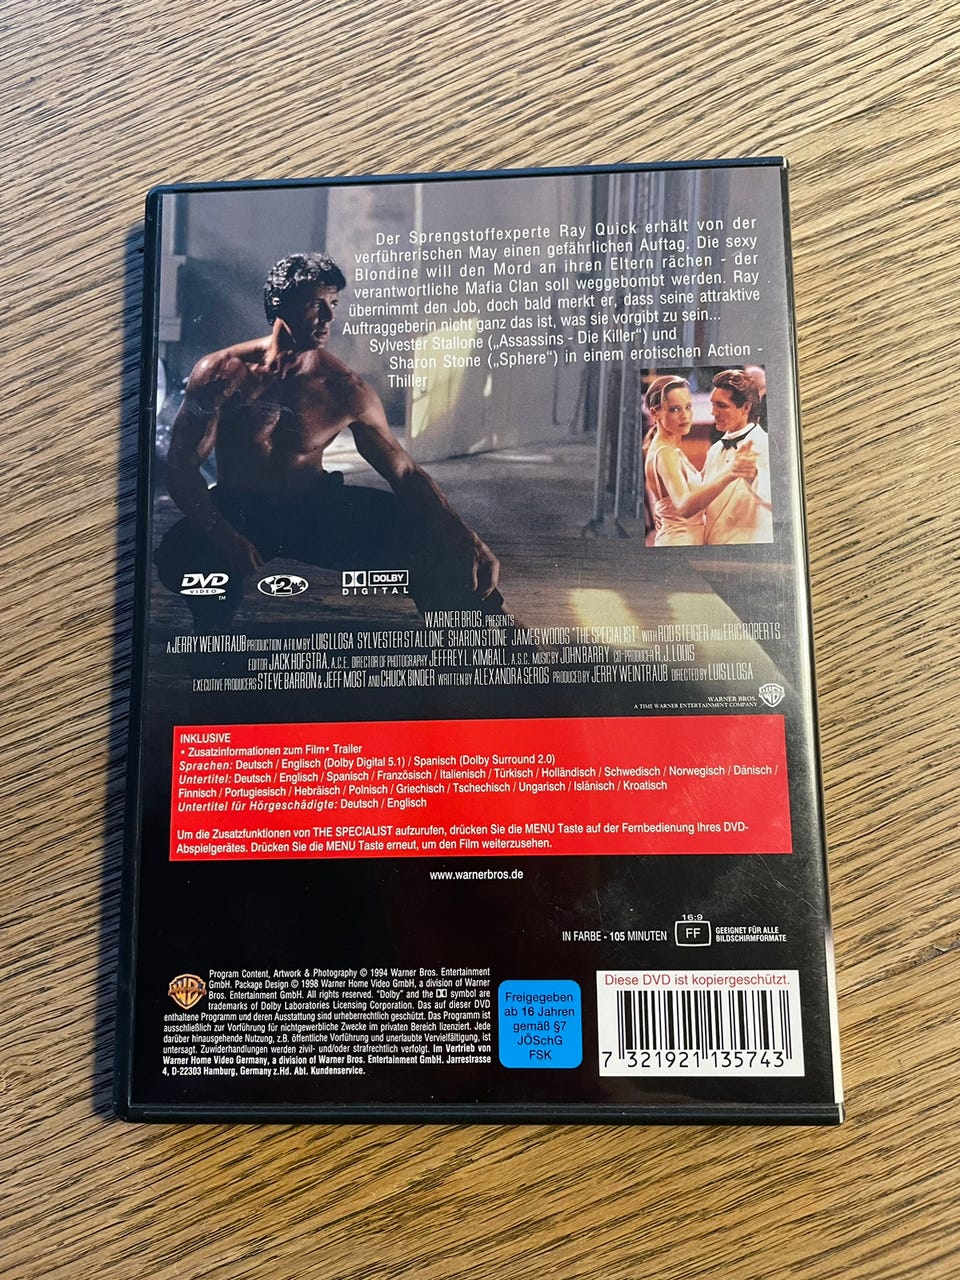 Der Sprengstoffexperte Ray Quick erhält von der
verführerischen May einen gefährlichen Auftag. Die sexy
Blondine will den Mord an ihren Eltern rächen - der
verantwortliche Mafia Clan soll weggebombt werden. Ray
übernimmt den Job, doch bald merkt er, dass seine attraktive
Auftraggeberin nicht ganz das ist, was sie vorgibt zu sein...
Sylvester Stallone („Assassins - Die Killer“) und
Sharon Stone („Sphere“) in einem erotischen Action -
Thiller
DVD VIDEO TM
2
DOLBY DIGITAL
WARNER BROS. PRESENTS
A JERRY WEINTRAUB PRODUCTION A FILM BY LUIS LLOSA SYLVESTER STALLONE SHARON STONE JAMES WOODS "THE SPECIALIST" WITH ROD STEIGER AND ERIC ROBERTS
EDITOR JACK HOFSTRA, A.C.E. DIRECTOR OF PHOTOGRAPHY JEFFREY L. KIMBALL, A.S.C. MUSIC BY JOHN BARRY CO-PRODUCER R.J. LOUIS
EXECUTIVE PRODUCERS STEVE BARRON & JEFF MOST AND CHUCK BINDER WRITTEN BY ALEXANDRA SEROS PRODUCED BY JERRY WEINTRAUB DIRECTED BY LUIS LLOSA
WARNER BROS.
A TIME WARNER ENTERTAINMENT COMPANY
INKLUSIVE
• Zusatzinformationen zum Film • Trailer
Sprachen: Deutsch / Englisch (Dolby Digital 5.1) / Spanisch (Dolby Surround 2.0)
Untertitel: Deutsch / Englisch / Spanisch / Französisch / Italienisch / Türkisch / Holländisch / Schwedisch / Norwegisch / Dänisch /
Finnisch / Portugiesisch / Hebräisch / Polnisch / Griechisch / Tschechisch / Ungarisch / Islänisch / Kroatisch
Untertitel für Hörgeschädigte: Deutsch / Englisch
Um die Zusatzfunktionen von THE SPECIALIST aufzurufen, drücken Sie die MENU Taste auf der Fernbedienung Ihres DVD-
Abspielgerätes. Drücken Sie die MENU Taste erneut, um den Film weiterzusehen.
www.warnerbros.de
IN FARBE - 105 MINUTEN
16:9
FF
GEEIGNET FÜR ALLE
BILDSCHIRMFORMATE
Program Content, Artwork & Photography © 1994 Warner Bros. Entertainment
GmbH. Package Design © 1998 Warner Home Video GmbH, a division of Warner
Bros. Entertainment GmbH. All rights reserved. "Dolby" and the DD symbol are
trademarks of Dolby Laboratories Licensing Corporation. Das auf dieser DVD
enthaltene Programm und deren Ausstattung sind urheberrechtlich geschützt. Das Programm ist
ausschließlich zur Vorführung für nichtgewerbliche Zwecke im privaten Bereich lizenziert. Jede
darüber hinausgehende Nutzung, z.B. öffentliche Vorführung und unerlaubte Vervielfältigung, ist
untersagt. Zuwiderhandlungen werden zivil- und/oder strafrechtlich verfolgt. Im Vertrieb von
Warner Home Video Germany, a division of Warner Bros. Entertainment GmbH. Jarrestrasse
4, D-22303 Hamburg, Germany z.Hd. Abt. Kundenservice.
Freigegeben
ab 16 Jahren
gemäß §7
JÖSchG
FSK
Diese DVD ist kopiergeschützt.
7 321921 135743